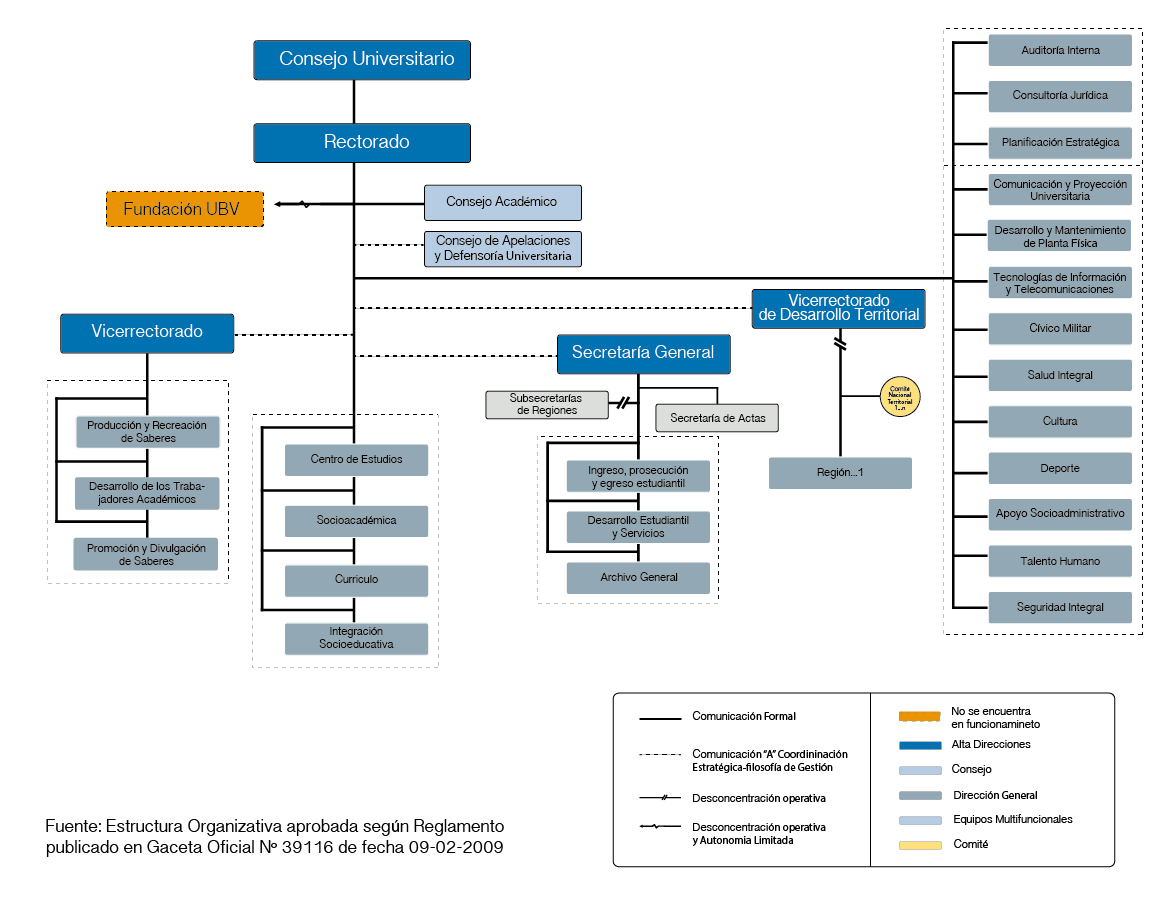 Consejo Universitario
Rectorado
Fundación UBV
Consejo Académico
Consejo de Apelaciones
y Defensoría Universitaria
Vicerrectorado
Producción y Recreación
de Saberes
Desarrollo de los Traba-
jadores Académicos
Promoción y Divulgación
de Saberes
Centro de Estudios
Socioacadémica
Curriculo
Integración
Socioeducativa
Secretaría General
Subsecretarías
de Regiones
Secretaría de Actas
Ingreso, prosecución
y egreso estudiantil
Desarrollo Estudiantil
y Servicios
Archivo General
Vicerrectorado
de Desarrollo Territorial
Comite
Nacional
Territorial
1...n
Región...1
Auditoría Interna
Consultoría Jurídica
Planificación Estratégica
Comunicación y Proyección
Universitaria
Desarrollo y Mantenimiento
de Planta Física
Tecnologías de Información
y Telecomunicaciones
Cívico Militar
Salud Integral
Cultura
Deporte
Apoyo Socioadministrativo
Talento Humano
Seguridad Integral
Comunicación Formal
Comunicación “A” Coordininación
Estratégica-filosofía de Gestión
Desconcentración operativa
Desconcentración operativa
y Autonomia Limitada
No se encuentra
en funcionamineto
Alta Direcciones
Consejo
Dirección General
Equipos Multifuncionales
Comité
Fuente: Estructura Organizativa aprobada según Reglamento
publicado en Gaceta Oficial Nº 39116 de fecha 09-02-2009